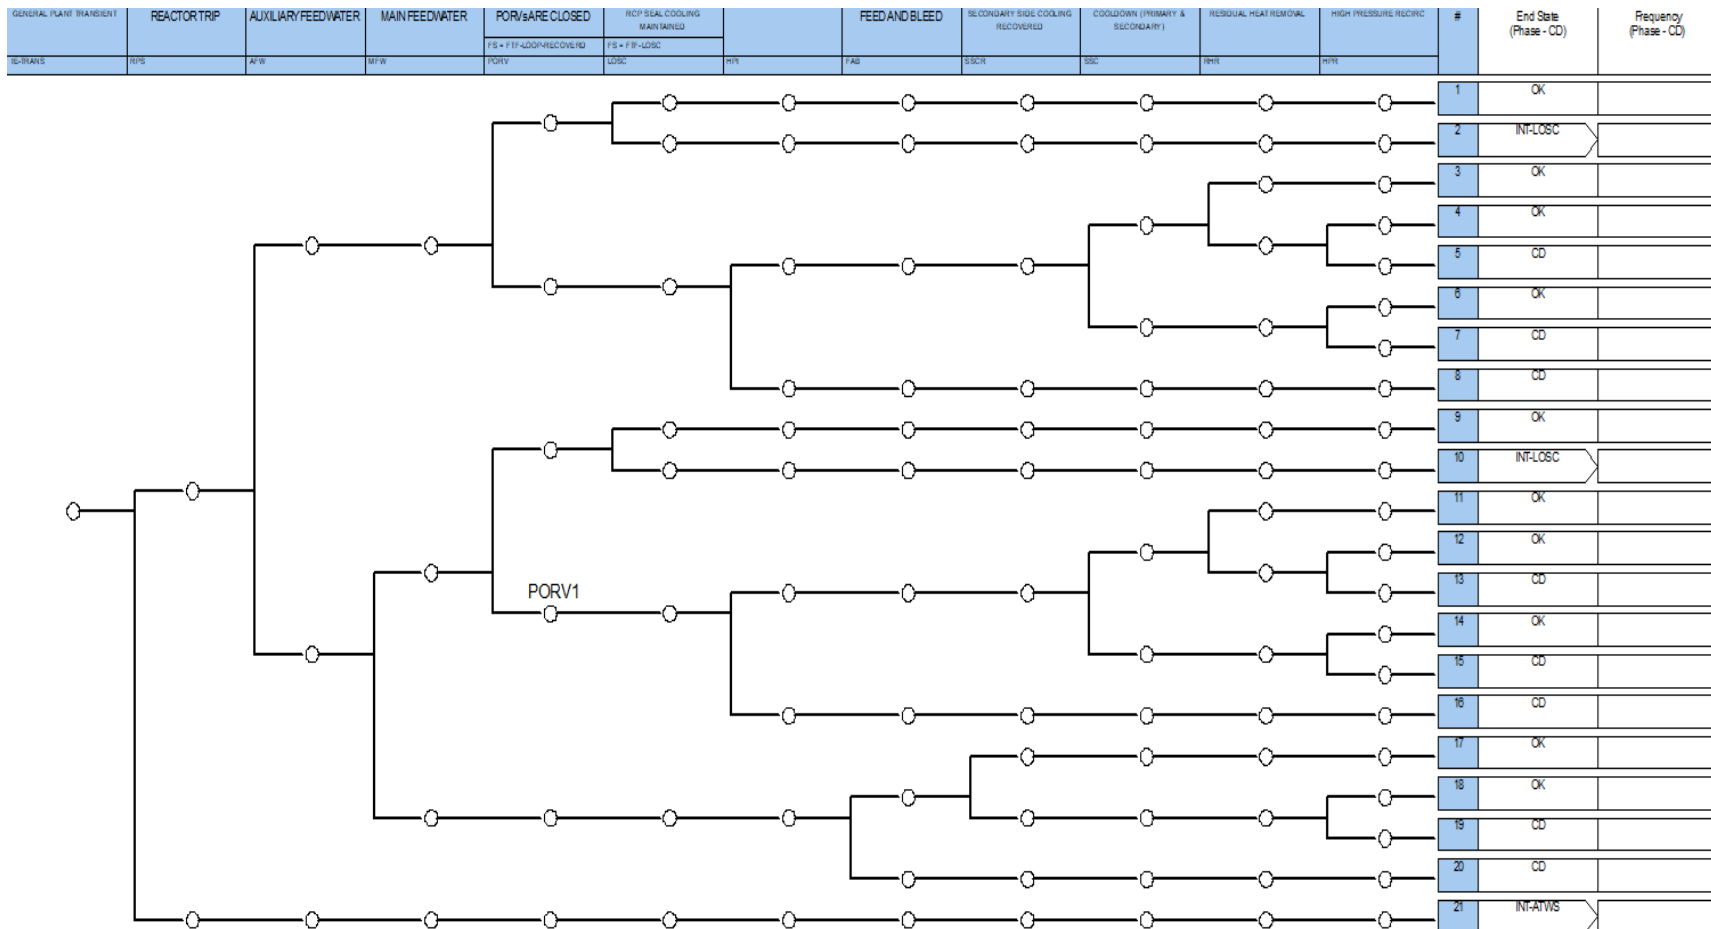 GENERAL PLANT TRANSIENT
REACTOR TRIP
AUXILIARY FEEDWATER
MAIN FEEDWATER
PORVs ARE CLOSED
RCP SEAL COOLING
MAINTAINED
FEED AND BLEED
SECONDARY SIDE COOLING
RECOVERED
COOLDOWN (PRIMARY &
SECONDARY)
RESIDUAL HEAT REMOVAL
HIGH PRESSURE RECIRC
#
End State
(Phase - CD)
Frequency
(Phase - CD)
FS = FTF-LOOP-RECOVERD
FS = FTF-LOSC
IE-TRANS
RPS
AFW
MFW
PORV
LOSC
HPI
FAB
SSCR
SSC
RHR
HPR
1 OK
2 INT-LOSC
3 OK
4 OK
5 CD
6 OK
7 CD
8 CD
9 OK
10 INT-LOSC
11 OK
12 OK
13 CD
PORV1
14 OK
15 CD
16 CD
17 OK
18 OK
19 CD
20 CD
21 INT-ATWS